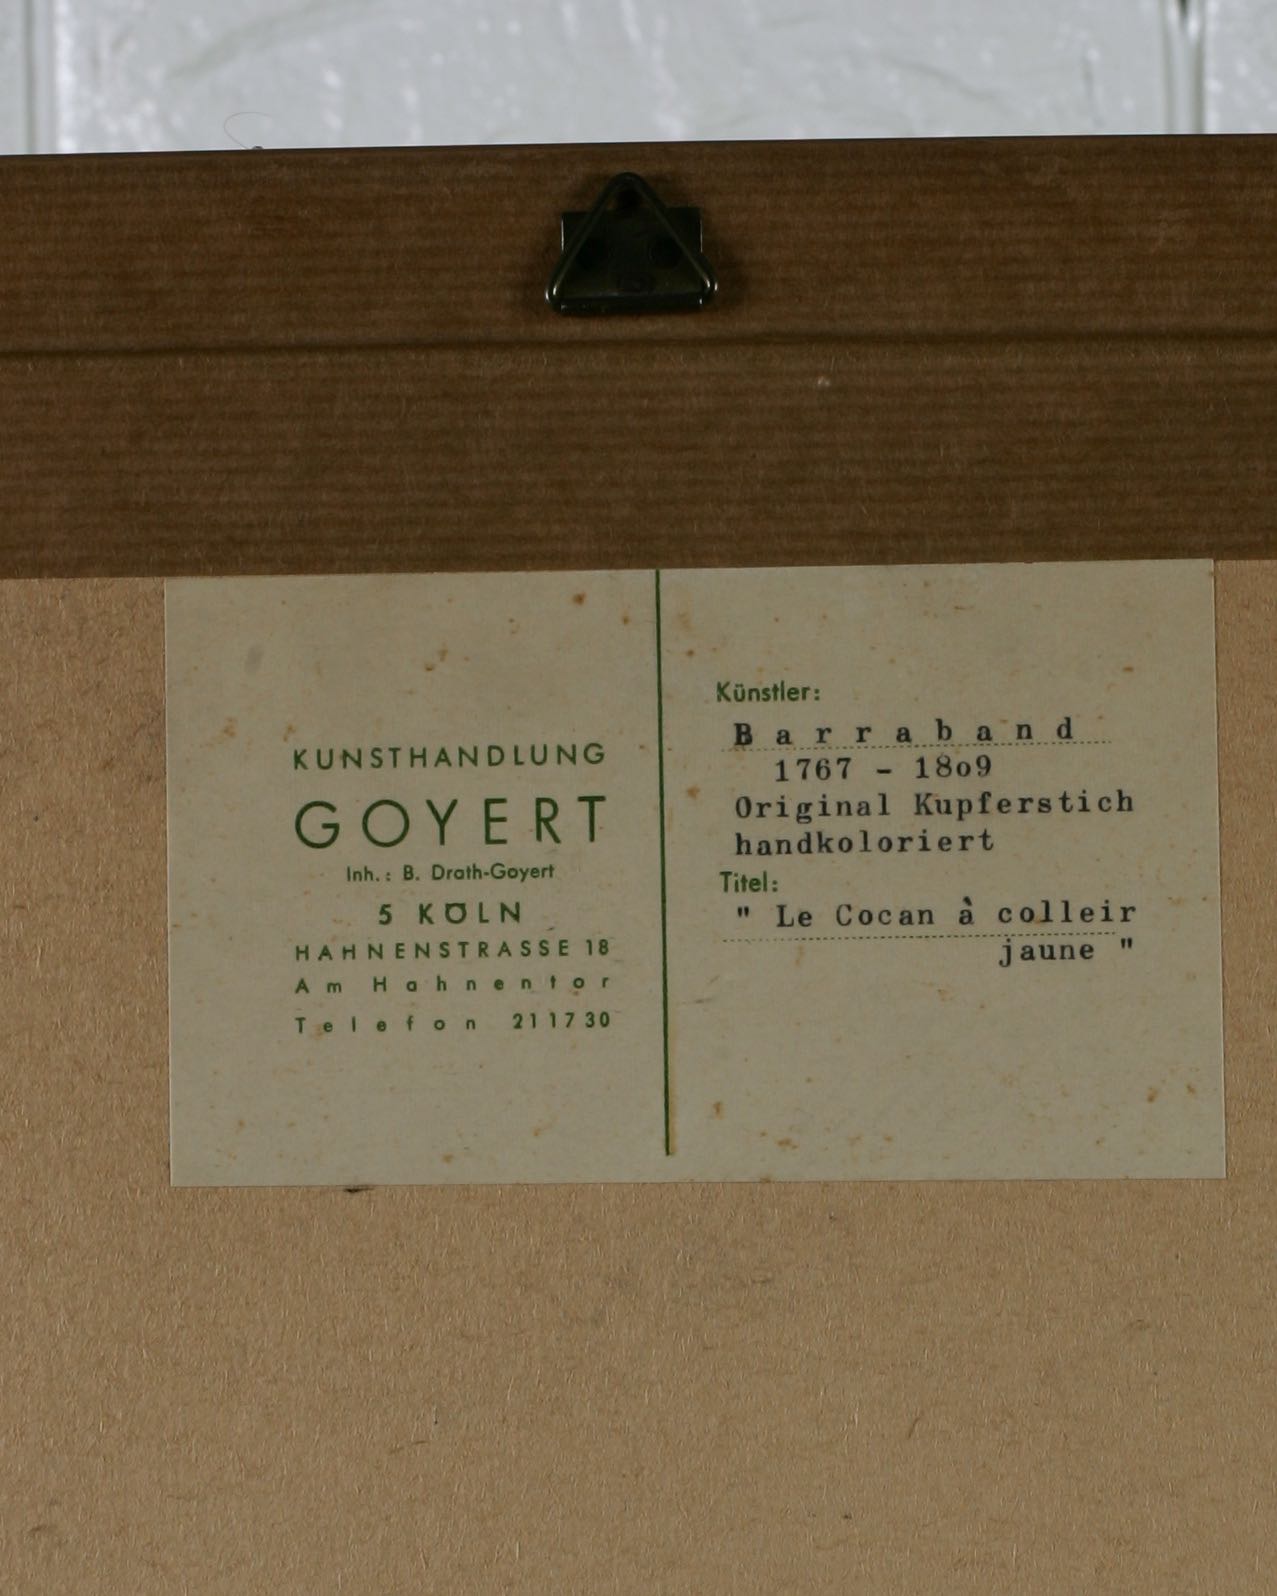 KUNSTHANDLUNG
GOYERT
Inh.: B. Drath-Goyert
5 KÖLN
HAHNENSTRASSE 18
Am Hahnentor
Telefon 211730
Künstler:
Barraband
1767 - 18o9
Original Kupferstich
handkoloriert
Titel:
" Le Cocan à colleir
jaune "